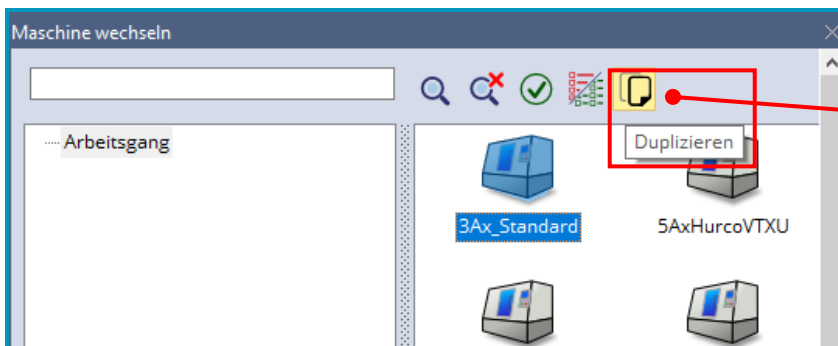 Maschine wechseln
Arbeitsgang
Duplizieren
3Ax_Standard
5AxHurcoVTXU